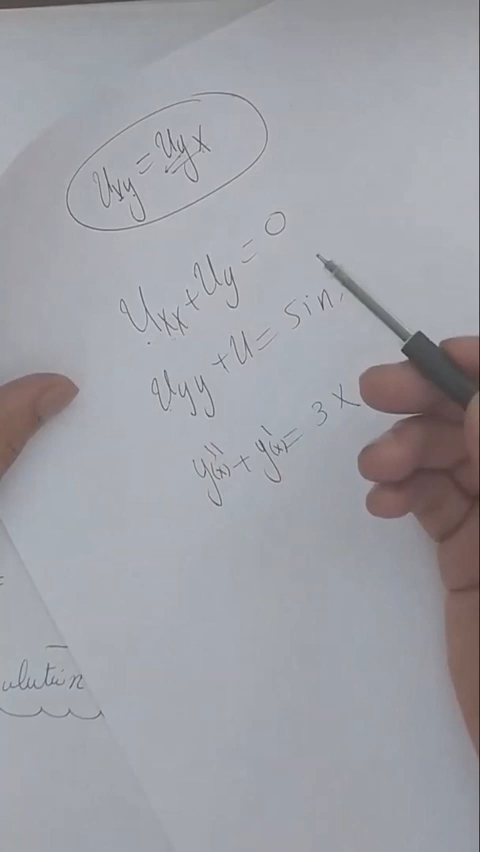 Uxy = Uyx
Uxx + Uy = 0
Uyy + U = Sin
y''(x) + y'(x) = 3x